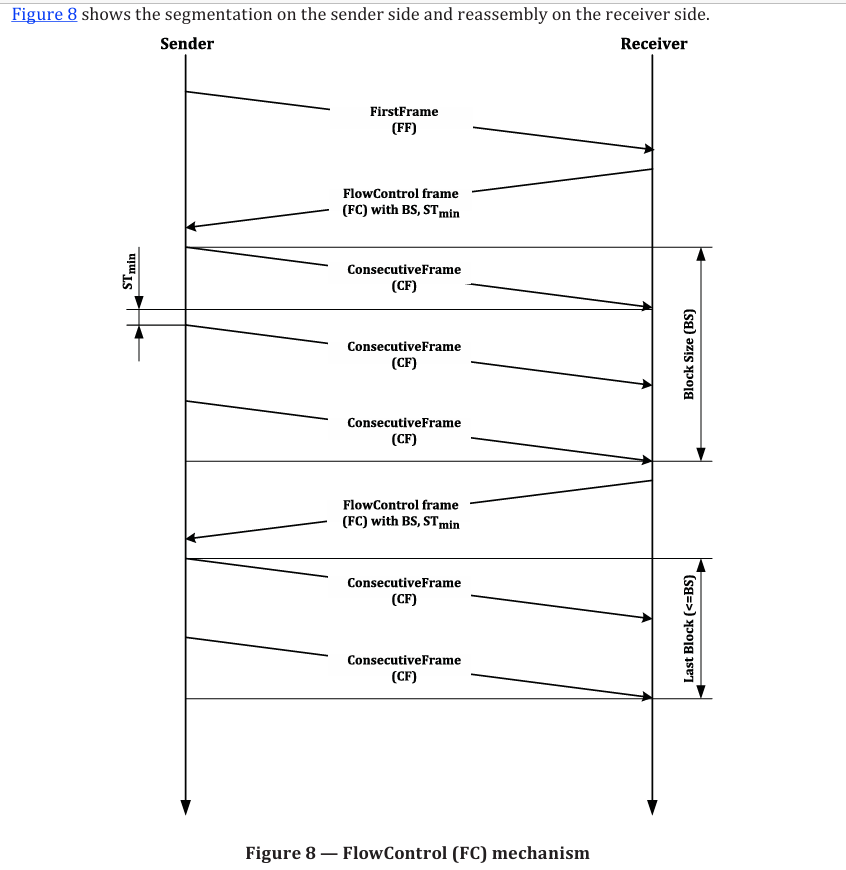 Figure 8 shows the segmentation on the sender side and reassembly on the receiver side.
Sender
Receiver
FirstFrame
(FF)
FlowControl frame
(FC) with BS, STmin
STmin
ConsecutiveFrame
(CF)
Block Size (BS)
ConsecutiveFrame
(CF)
ConsecutiveFrame
(CF)
FlowControl frame
(FC) with BS, STmin
ConsecutiveFrame
(CF)
Last Block (<=BS)
ConsecutiveFrame
(CF)
Figure 8 — FlowControl (FC) mechanism